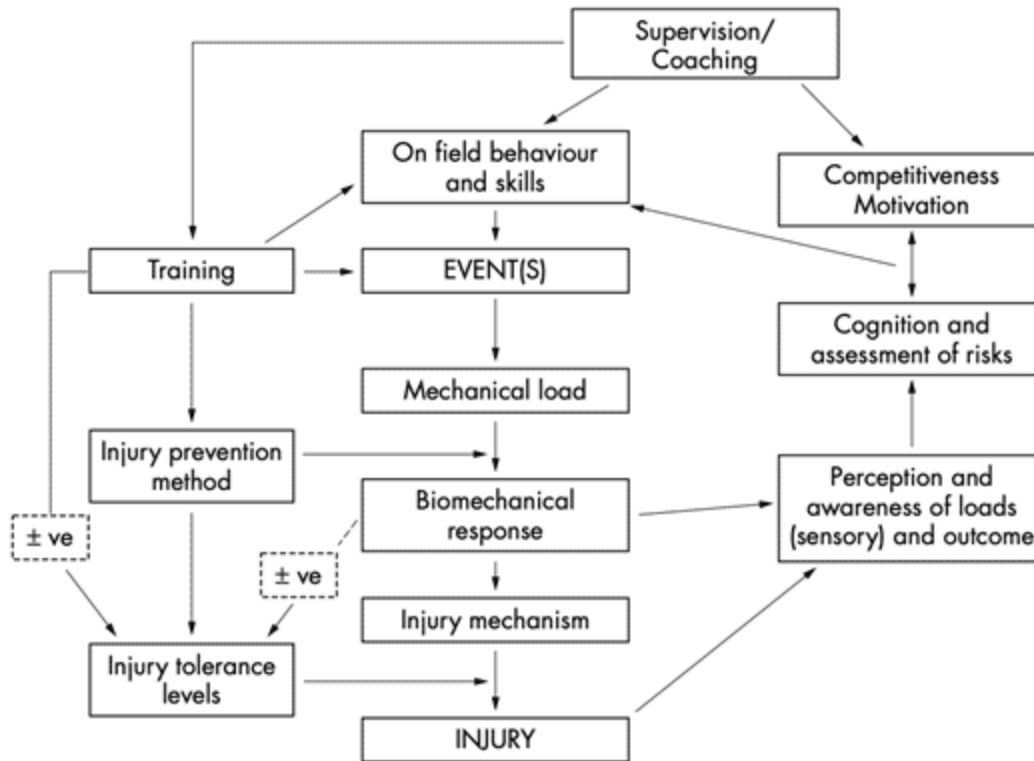 Supervision/
Coaching
On field behaviour
and skills
Competitiveness
Motivation
Training
EVENT(S)
Cognition and
assessment of risks
Mechanical load
Injury prevention
method
Biomechanical
response
Perception and
awareness of loads
(sensory) and outcome
± ve
± ve
Injury mechanism
Injury tolerance
levels
INJURY